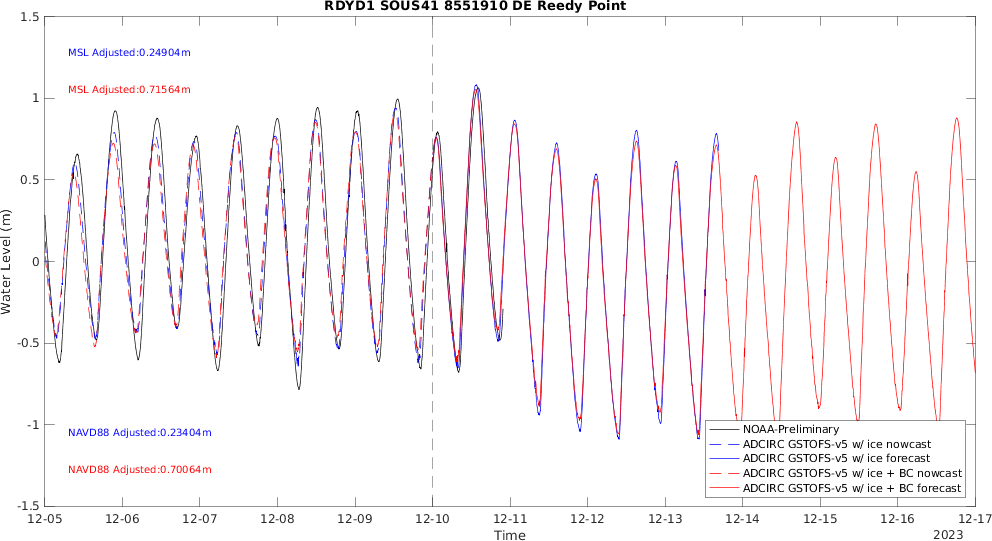 RDYD1 SOUS41 8551910 DE Reedy Point
1.5
1
0.5
0
-0.5
-1
-1.5
Water Level (m)
MSL Adjusted:0.24904m
MSL Adjusted:0.71564m
NAVD88 Adjusted:0.23404m
NAVD88 Adjusted:0.70064m
NOAA-Preliminary
ADCIRC GSTOFS-v5 w/ ice nowcast
ADCIRC GSTOFS-v5 w/ ice forecast
ADCIRC GSTOFS-v5 w/ ice + BC nowcast
ADCIRC GSTOFS-v5 w/ ice + BC forecast
12-05 12-06 12-07 12-08 12-09 12-10 12-11 12-12 12-13 12-14 12-15 12-16 12-17
Time
2023